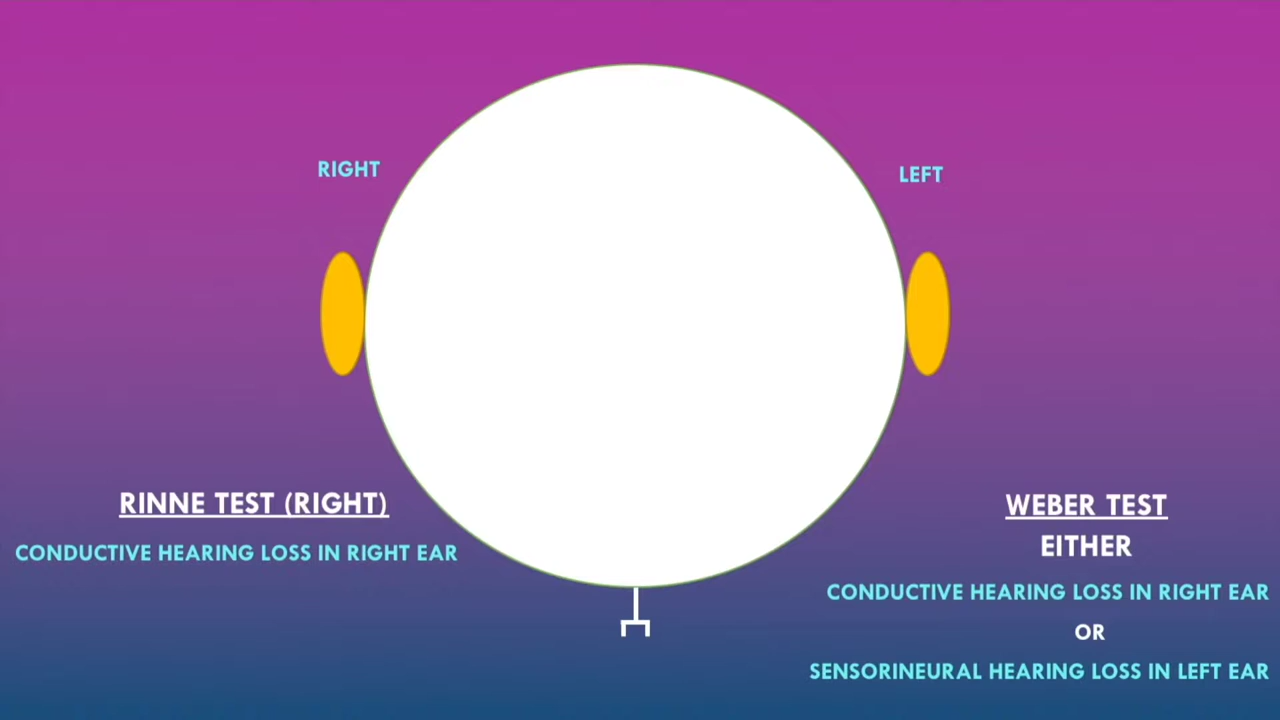 RIGHT
LEFT
RINNE TEST (RIGHT)
CONDUCTIVE HEARING LOSS IN RIGHT EAR
WEBER TEST
EITHER
CONDUCTIVE HEARING LOSS IN RIGHT EAR
OR
SENSORINEURAL HEARING LOSS IN LEFT EAR